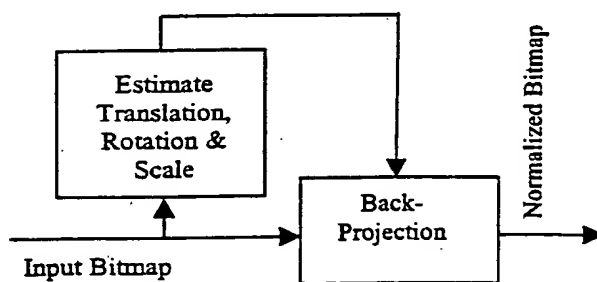 Estimate
Translation,
Rotation &
Scale
Back-
Projection
Normalized Bitmap
Input Bitmap